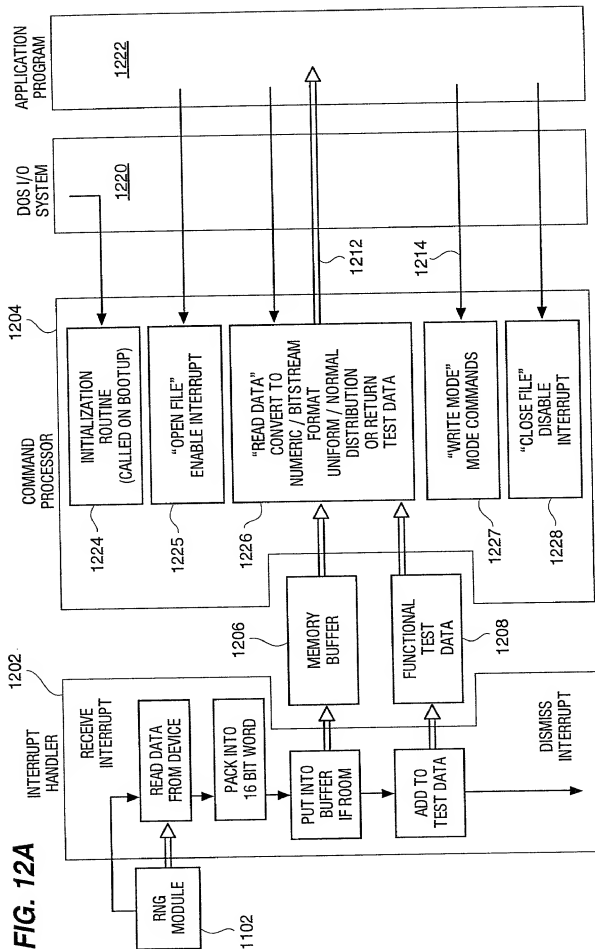 FIG. 12A
INTERRUPT
HANDLER
1202
RECEIVE
INTERRUPT
RNG
MODULE
1102
READ DATA
FROM DEVICE
PACK INTO
16 BIT WORD
PUT INTO
BUFFER
IF ROOM
ADD TO
TEST DATA
DISMISS
INTERRUPT
1206
MEMORY
BUFFER
FUNCTIONAL
TEST
DATA
1208
COMMAND
PROCESSOR
1204
INITIALIZATION
ROUTINE
(CALLED ON BOOTUP)
1224
"OPEN FILE"
ENABLE INTERRUPT
1225
"READ DATA"
CONVERT TO
NUMERIC / BITSTREAM
FORMAT
UNIFORM / NORMAL
DISTRIBUTION
OR RETURN
TEST DATA
1226
"WRITE MODE"
MODE COMMANDS
1227
"CLOSE FILE"
DISABLE
INTERRUPT
1228
1212
1214
DOS I/O
SYSTEM
1220
APPLICATION
PROGRAM
1222